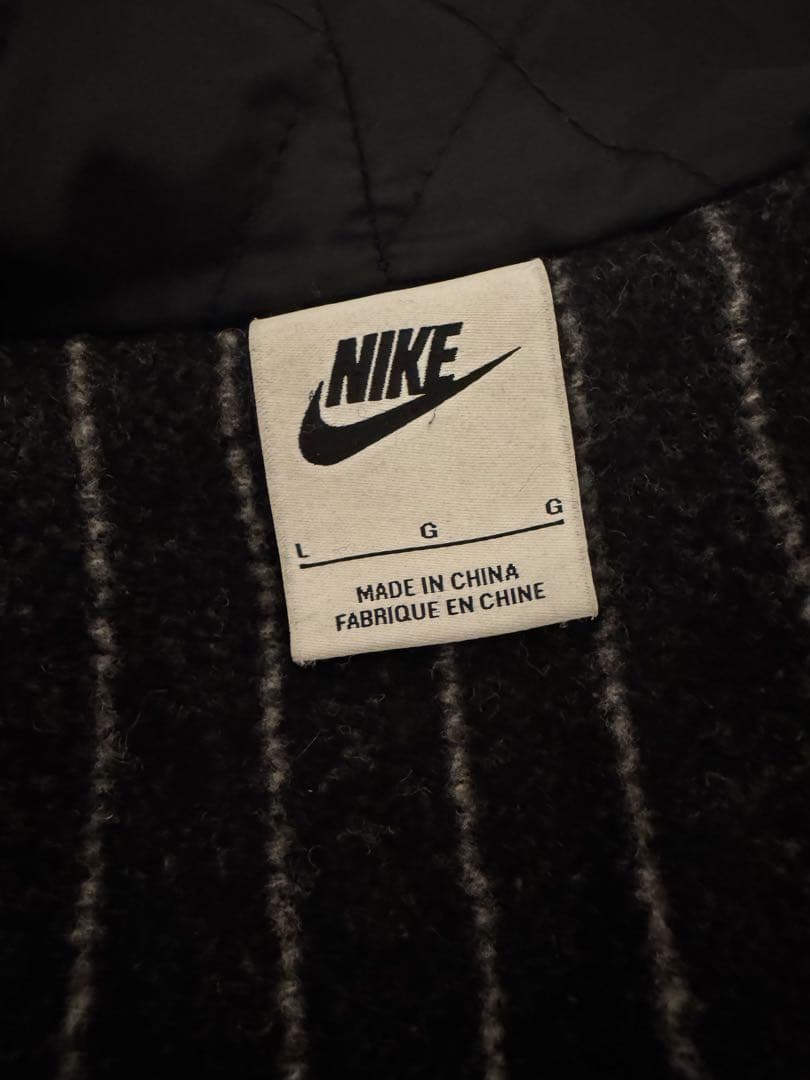 NIKE
L G G
MADE IN CHINA
FABRIQUE EN CHINE